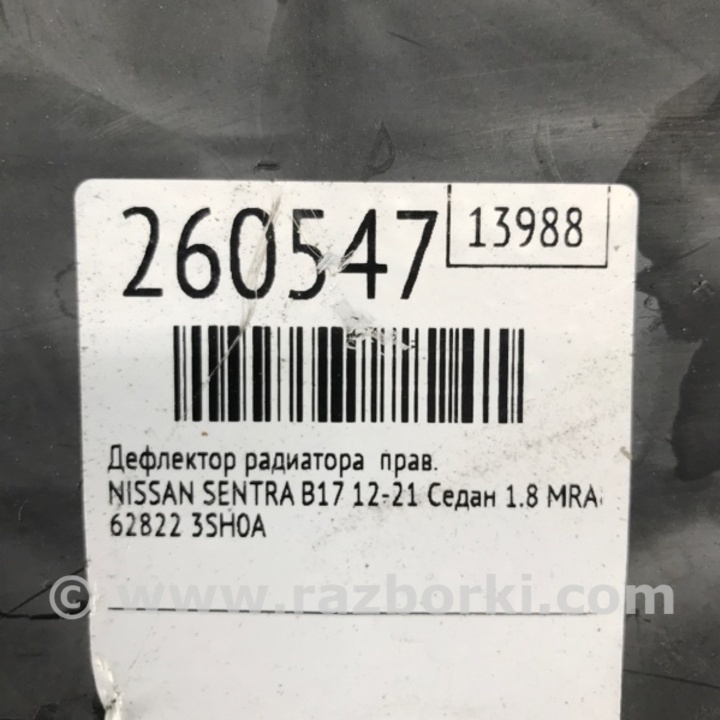 260547
13988
Дефлектор радиатора прав.
NISSAN SENTRA B17 12-21 Седан 1.8 MRA
62822 3SH0A
© www.razborki.com